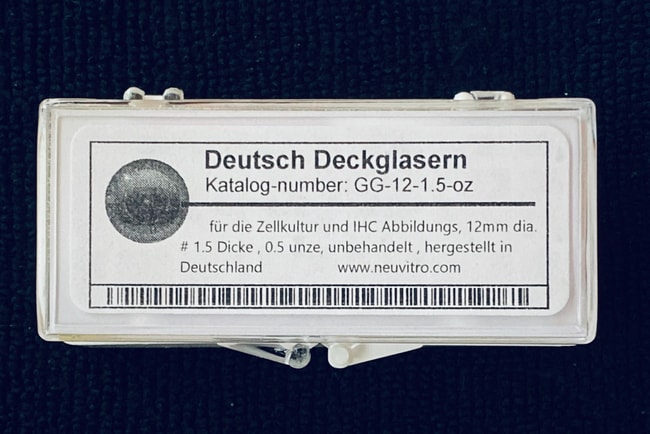 Deutsch Deckglasern
Katalog-number: GG-12-1.5-oz
für die Zellkultur und IHC Abbildungs, 12mm dia.
# 1.5 Dicke , 0.5 unze, unbehandelt , hergestellt in
Deutschland www.neuvitro.com